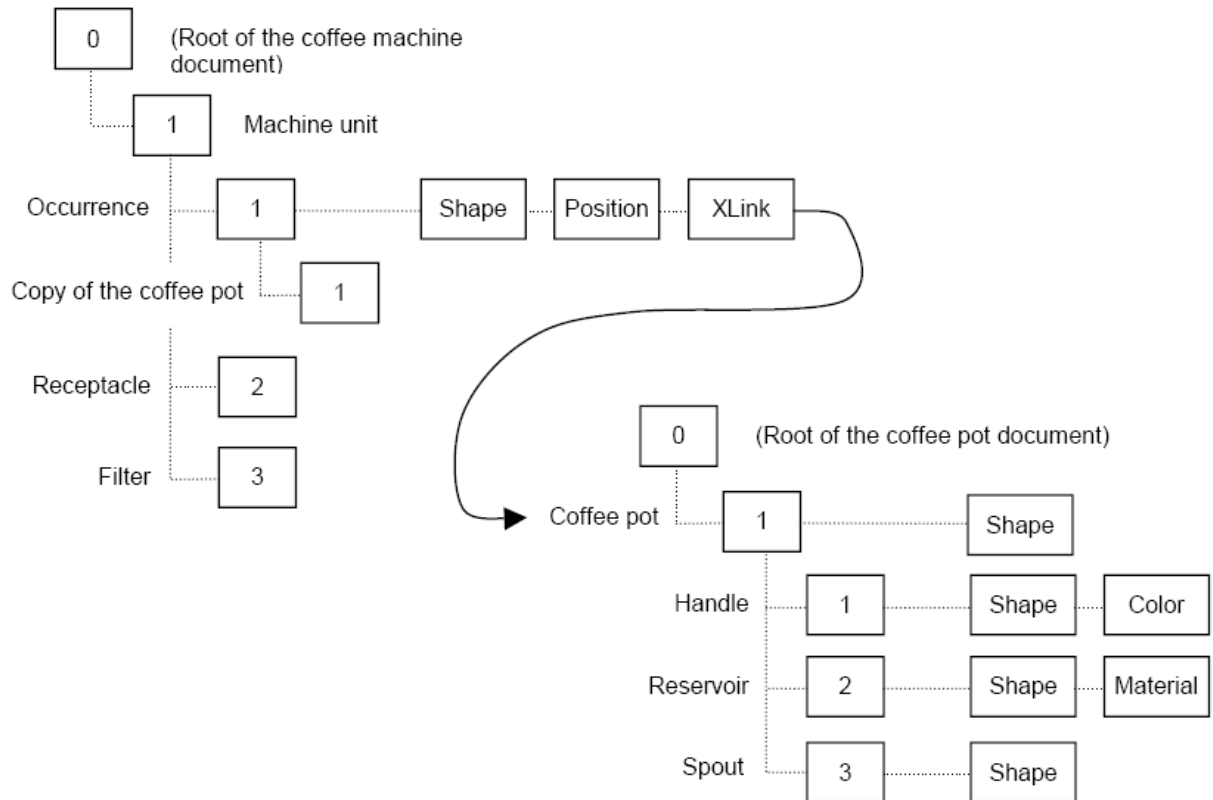 0 (Root of the coffee machine
document)
1 Machine unit
Occurrence 1 Shape Position XLink
Copy of the coffee pot 1
Receptacle 2
0 (Root of the coffee pot document)
Filter 3
Coffee pot 1 Shape
Handle 1 Shape Color
Reservoir 2 Shape Material
Spout 3 Shape